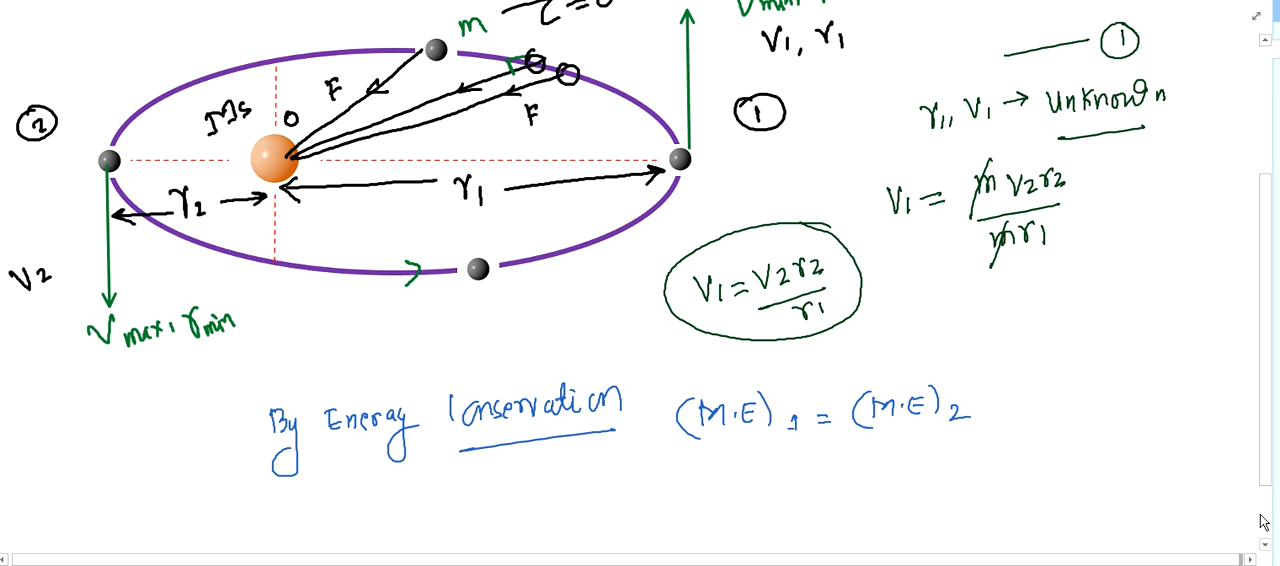 m
τ=0
V1, r1
①
r1, V1 → unknown
②
Ms
O
F
F
①
r2
r1
V1 = m V2 r2 / m r1
V2
V1 = V2 r2 / r1
Vmax, rmin
By Energy Conservation (M.E)1 = (M.E)2